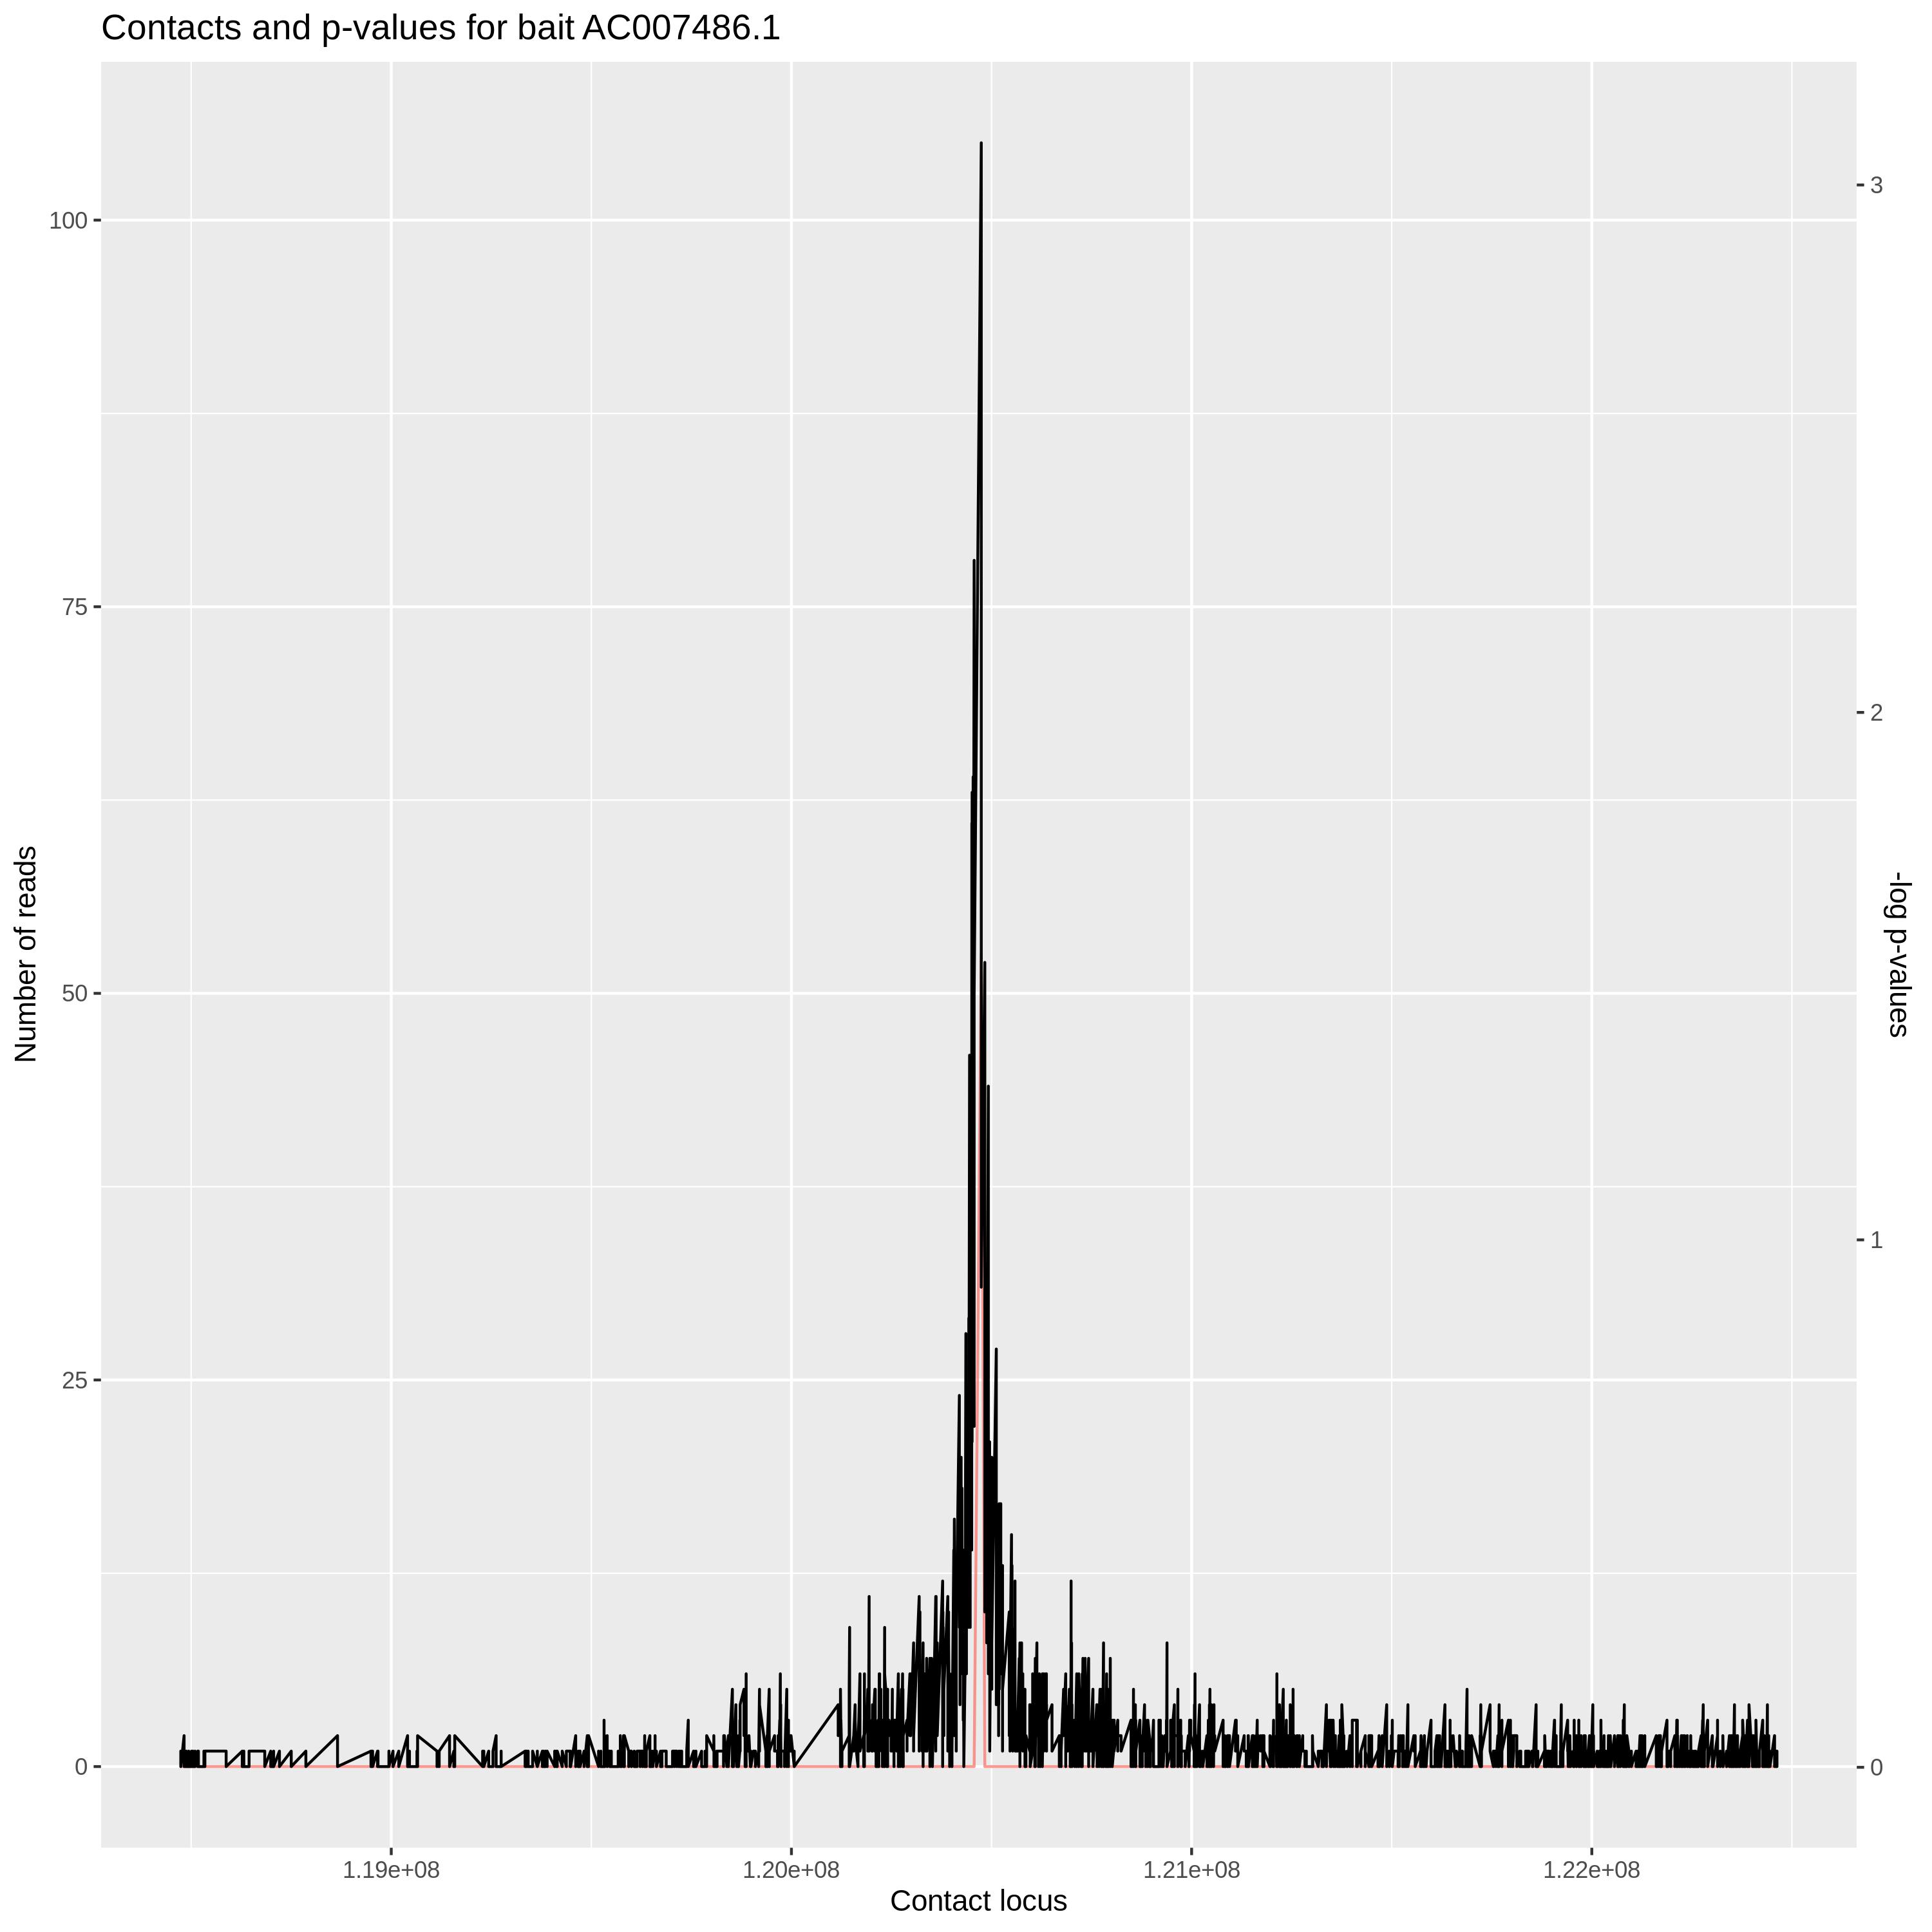 Contacts and p-values for bait AC007486.1
100
75
50
25
0
Number of reads
3
2
1
0
-log p-values
1.19e+08
1.20e+08
1.21e+08
1.22e+08
Contact locus